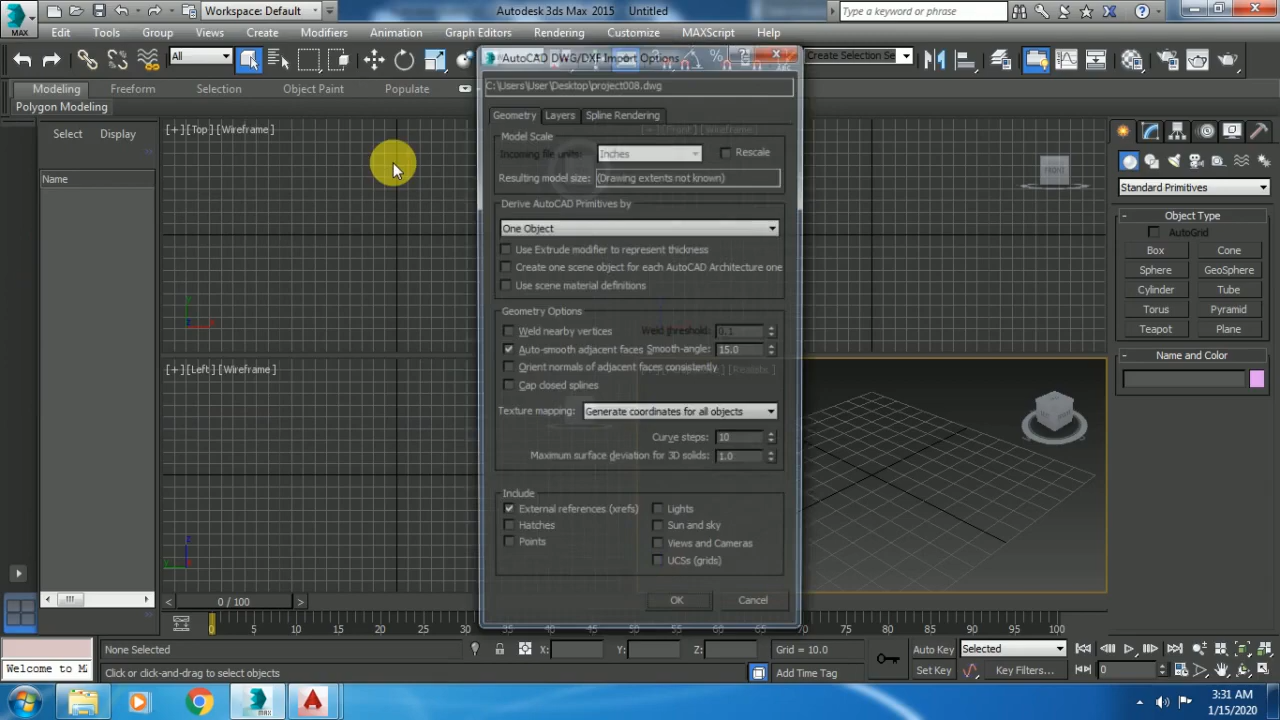 Workspace: Default
Autodesk 3ds Max 2015 Untitled
Type a keyword or phrase
MAX
Edit Tools Group Views Create Modifiers Animation Graph Editors Rendering Customize MAXScript Help
All
Create Selection Se
Modeling Freeform Selection Object Paint Populate
Polygon Modeling
Select Display
Name
[+] [Top] [Wireframe]
[+] [Front] [Wireframe]
[+] [Left] [Wireframe]
FRONT
AutoCAD DWG/DXF Import Options
C:\Users\User\Desktop\project008.dwg
Geometry Layers Spline Rendering
Model Scale
Incoming file units: Inches Rescale
Resulting model size: (Drawing extents not known)
Derive AutoCAD Primitives by
One Object
Use Extrude modifier to represent thickness
Create one scene object for each AutoCAD Architecture one
Use scene material definitions
Geometry Options
Weld nearby vertices Weld threshold: 0.1
Auto-smooth adjacent faces Smooth-angle: 15.0
Orient normals of adjacent faces consistently
Cap closed splines
Texture mapping: Generate coordinates for all objects
Curve steps: 10
Maximum surface deviation for 3D solids: 1.0
Include
External references (xrefs) Lights
Hatches Sun and sky
Points Views and Cameras
UCSs (grids)
OK Cancel
Standard Primitives
Object Type
AutoGrid
Box Cone
Sphere GeoSphere
Cylinder Tube
Torus Pyramid
Teapot Plane
Name and Color
0 / 100
0 5 10 15 20 25 30 35 40 45 50 55 60 65 70 75 80 85 90 95 100
None Selected
X: Y: Z: Grid = 10.0
Auto Key Selected
Welcome to M
Click or click-and-drag to select objects
Add Time Tag
Set Key Key Filters... 0
MAX
3:31 AM
1/15/2020